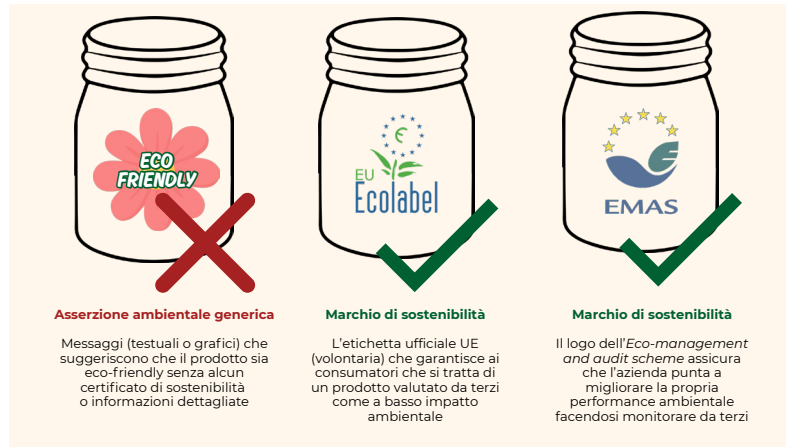 ECO
FRIENDLY
EU
Ecolabel
EMAS
Asserzione ambientale generica
Messaggi (testuali o grafici) che
suggeriscono che il prodotto sia
eco-friendly senza alcun
certificato di sostenibilità
o informazioni dettagliate
Marchio di sostenibilità
L'etichetta ufficiale UE
(volontaria) che garantisce ai
consumatori che si tratta di
un prodotto valutato da terzi
come a basso impatto
ambientale
Marchio di sostenibilità
Il logo dell'Eco-management
and audit scheme assicura
che l'azienda punta a
migliorare la propria
performance ambientale
facendosi monitorare da terzi